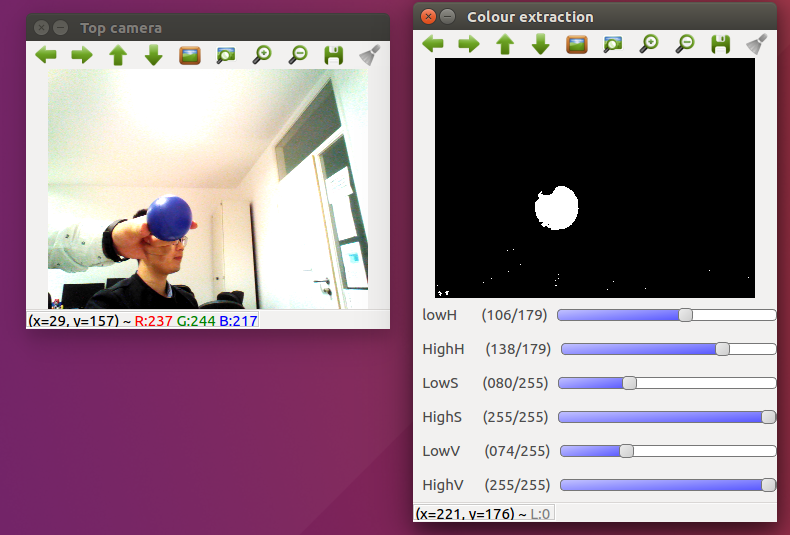 Top camera
(x=29, y=157) ~ R:237 G:244 B:217
Colour extraction
lowH (106/179)
HighH (138/179)
LowS (080/255)
HighS (255/255)
LowV (074/255)
HighV (255/255)
(x=221, y=176) ~ L:0